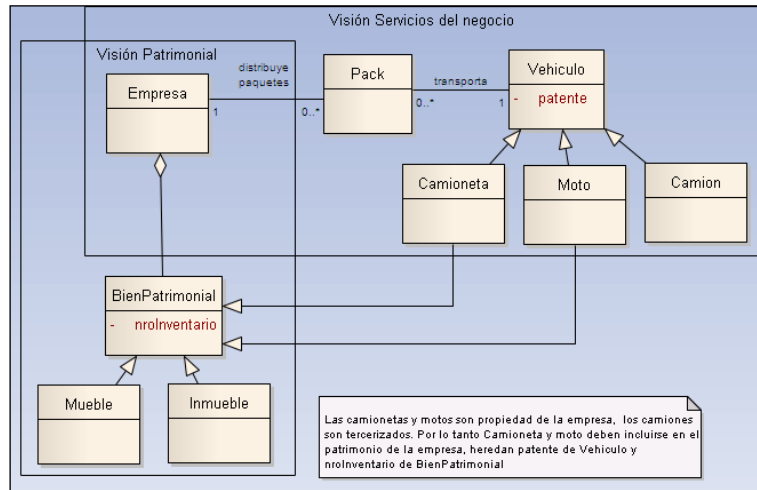 Visión Servicios del negocio
Visión Patrimonial
Empresa
distribuye
paquetes
1
0..*
Pack
transporta
0..*
1
Vehiculo
- patente
Camioneta
Moto
Camion
BienPatrimonial
- nroInventario
Mueble
Inmueble
Las camionetas y motos son propiedad de la empresa, los camiones
son tercerizados. Por lo tanto Camioneta y moto deben incluirse en el
patrimonio de la empresa, heredan patente de Vehiculo y
nroInventario de BienPatrimonial